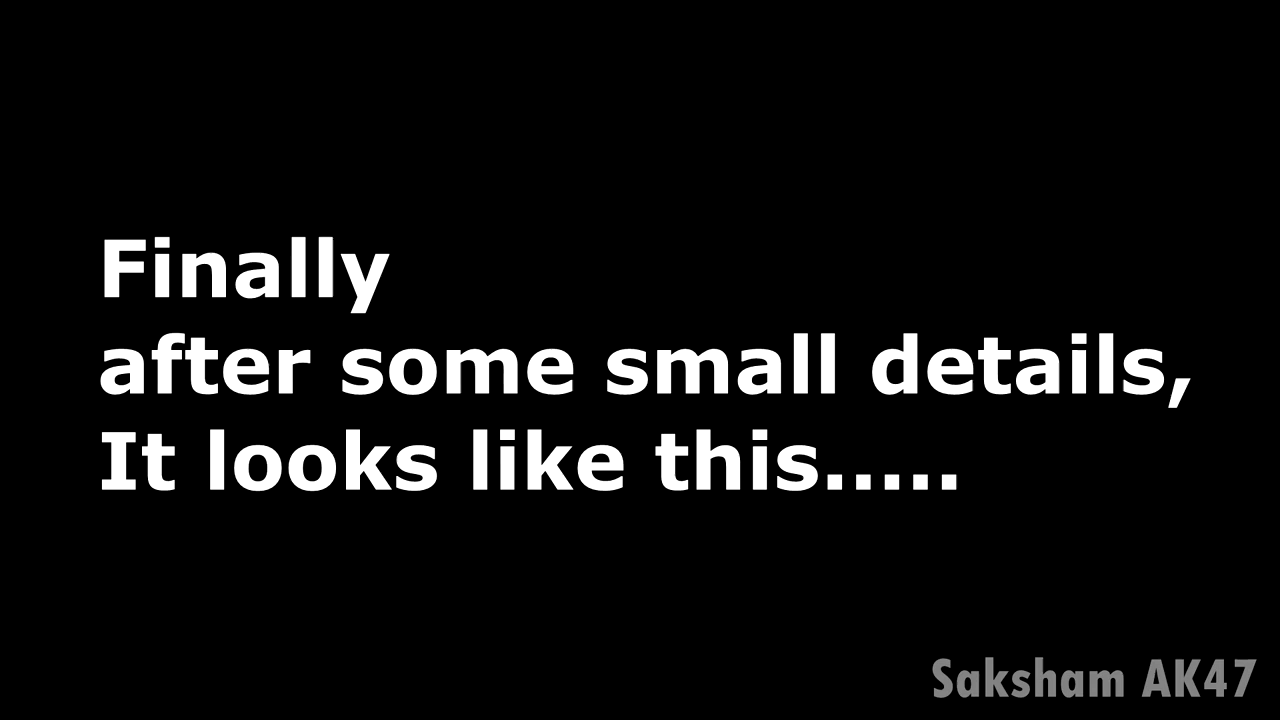 Finally
after some small details,
It looks like this.....
Saksham AK47